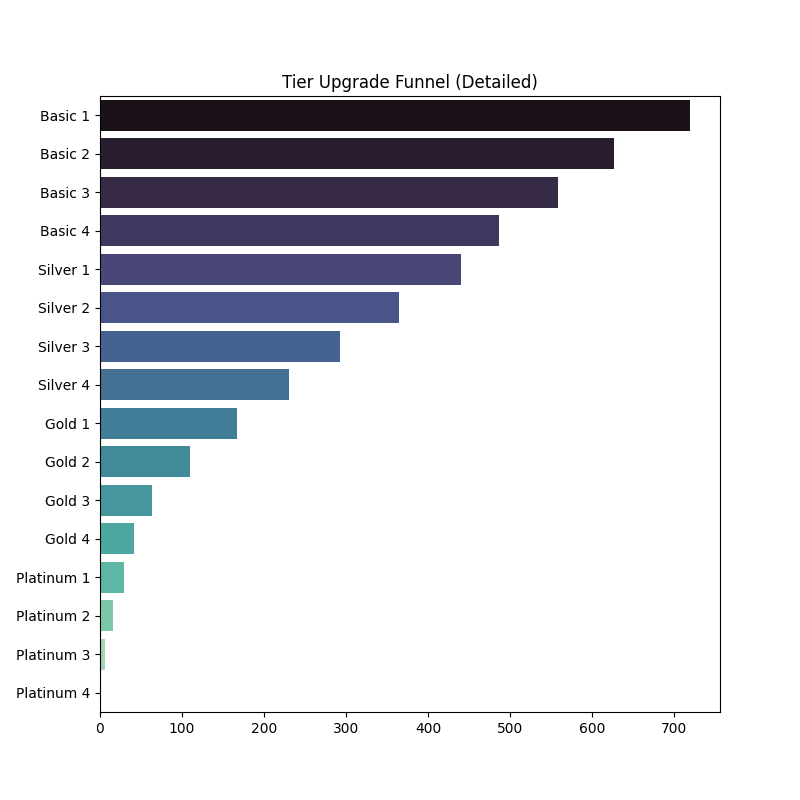 Tier Upgrade Funnel (Detailed)
Basic 1
Basic 2
Basic 3
Basic 4
Silver 1
Silver 2
Silver 3
Silver 4
Gold 1
Gold 2
Gold 3
Gold 4
Platinum 1
Platinum 2
Platinum 3
Platinum 4
0 100 200 300 400 500 600 700